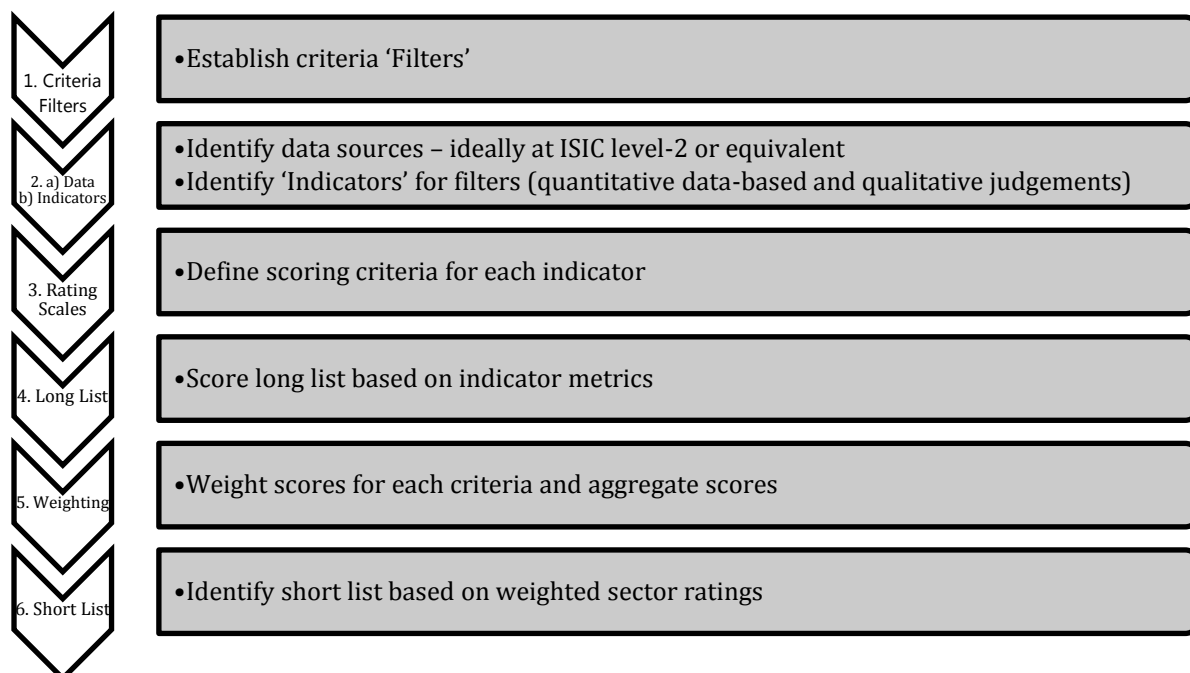 1. Criteria
Filters
•Establish criteria ‘Filters’
2. a) Data
b) Indicators
•Identify data sources – ideally at ISIC level-2 or equivalent
•Identify ‘Indicators’ for filters (quantitative data-based and qualitative judgements)
3. Rating
Scales
•Define scoring criteria for each indicator
4. Long List
•Score long list based on indicator metrics
5. Weighting
•Weight scores for each criteria and aggregate scores
6. Short List
•Identify short list based on weighted sector ratings